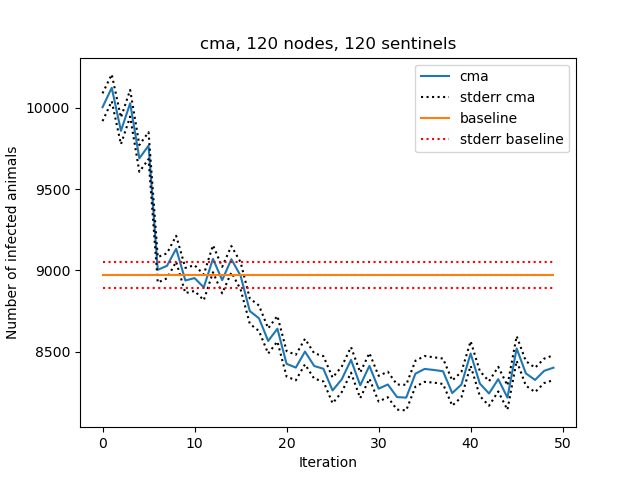 cma, 120 nodes, 120 sentinels
Number of infected animals
10000
9500
9000
8500
cma
stderr cma
baseline
stderr baseline
0 10 20 30 40 50
Iteration